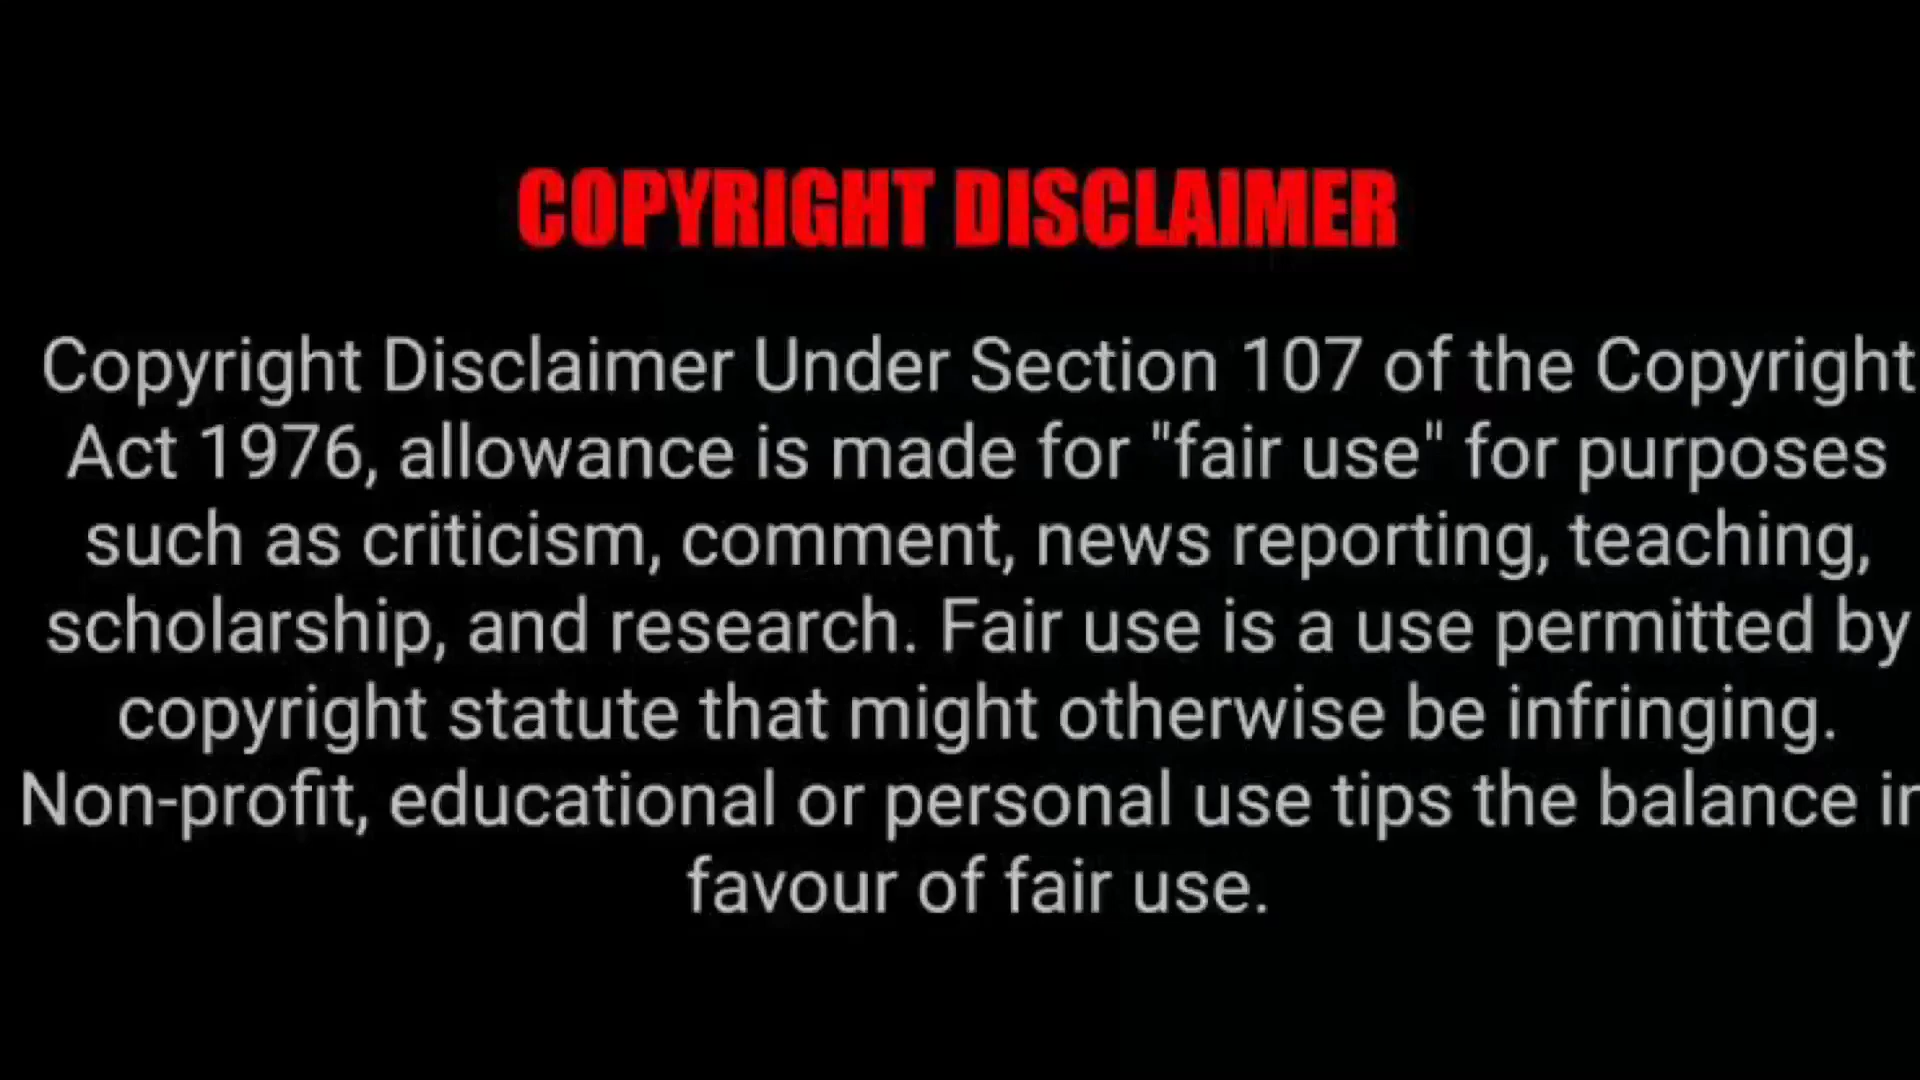 COPYRIGHT DISCLAIMER
Copyright Disclaimer Under Section 107 of the Copyright
Act 1976, allowance is made for "fair use" for purposes
such as criticism, comment, news reporting, teaching,
scholarship, and research. Fair use is a use permitted by
copyright statute that might otherwise be infringing.
Non-profit, educational or personal use tips the balance in
favour of fair use.